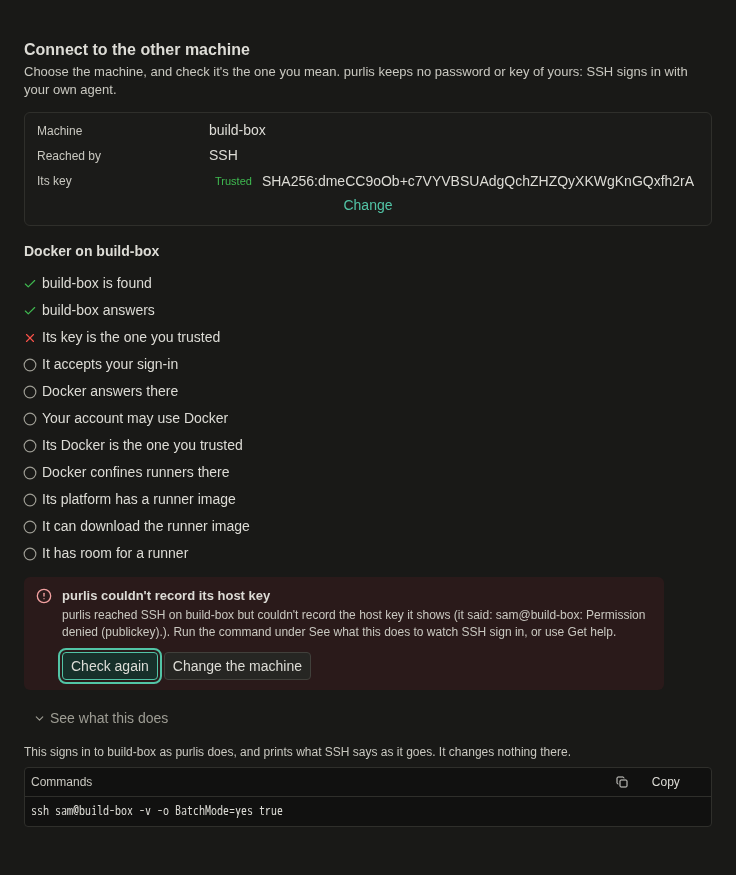 Connect to the other machine
Choose the machine, and check it's the one you mean. purlis keeps no password or key of yours: SSH signs in with
your own agent.
Machine build-box
Reached by SSH
Its key Trusted SHA256:dmeCC9oOb+c7VYVBSUAdgQchZHZQyXKWgKnGQxfh2rA
Change
Docker on build-box
build-box is found
build-box answers
Its key is the one you trusted
It accepts your sign-in
Docker answers there
Your account may use Docker
Its Docker is the one you trusted
Docker confines runners there
Its platform has a runner image
It can download the runner image
It has room for a runner
purlis couldn't record its host key
purlis reached SSH on build-box but couldn't record the host key it shows (it said: sam@build-box: Permission
denied (publickey).). Run the command under See what this does to watch SSH sign in, or use Get help.
Check again Change the machine
See what this does
This signs in to build-box as purlis does, and prints what SSH says as it goes. It changes nothing there.
Commands Copy
ssh sam@build-box -v -o BatchMode=yes true